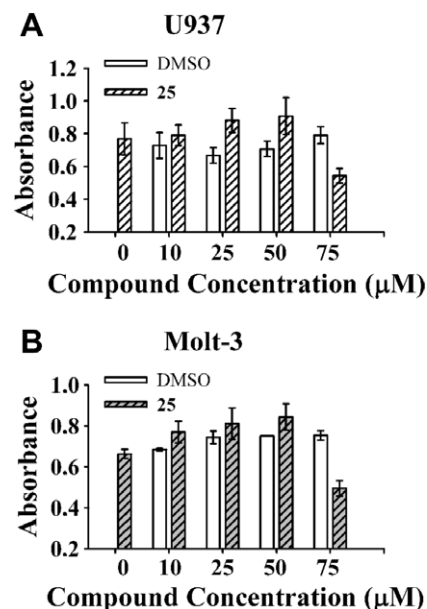 A
U937
DMSO
25
1.2
1.0
0.8
0.6
0.4
0.2
Absorbance
0 10 25 50 75
Compound Concentration (μM)
B
Molt-3
DMSO
25
1.0
0.8
0.6
0.4
0.2
Absorbance
0 10 25 50 75
Compound Concentration (μM)